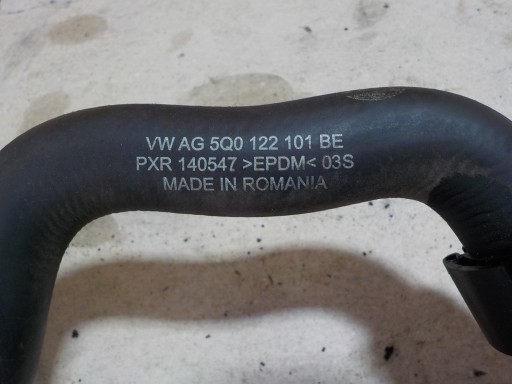 VW AG 5Q0 122 101 BE
PXR 140547 >EPDM< 03S
MADE IN ROMANIA